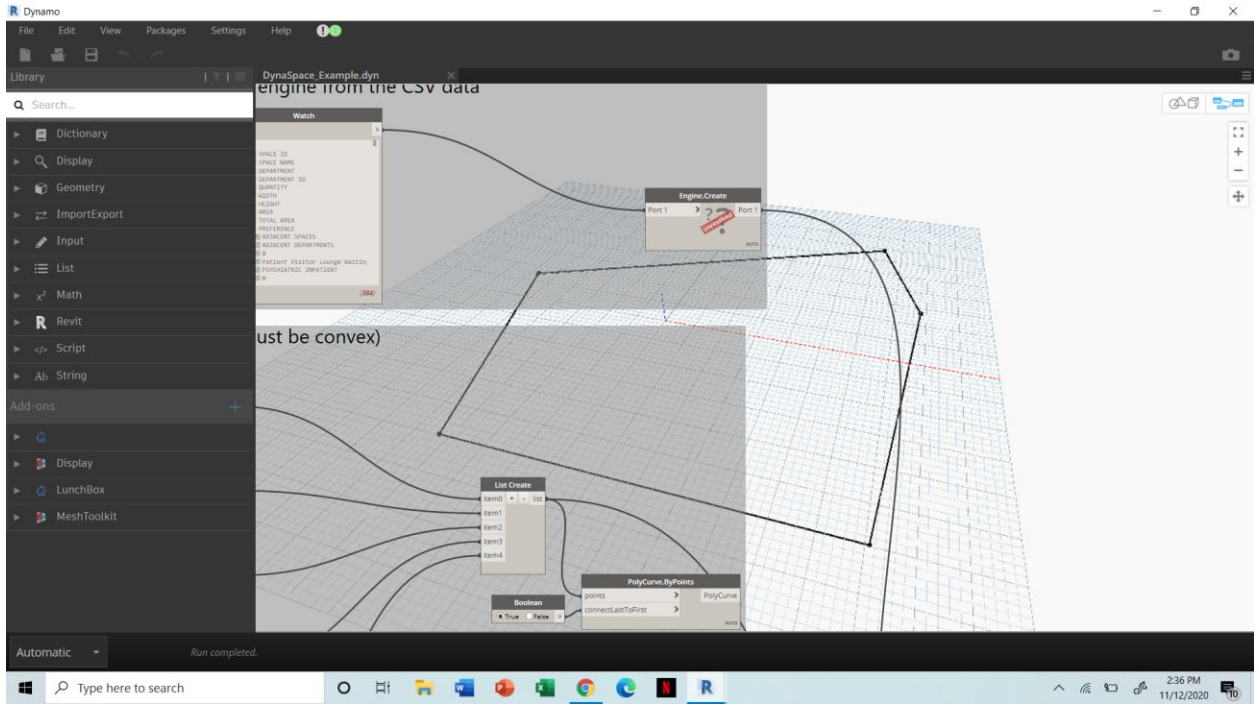 Dynamo
File Edit View Packages Settings Help
Library
DynaSpace_Example.dyn
Search...
Dictionary
Display
Geometry
ImportExport
Input
List
Math
Revit
Script
String
Add-ons
Display
LunchBox
MeshToolkit
engine from the CSV data
Watch
>
SPACE ID
SPACE NAME
DEPARTMENT
DEPARTMENT ID
QUANTITY
WIDTH
HEIGHT
AREA
TOTAL AREA
PREFERENCE
ADJACENT SPACES
ADJACENT DEPARTMENTS
0
Patient Visitor Lounge Waitin
PSYCHIATRIC INPATIENT
0
{384}
Engine.Create
Port 1 > Port 1
unresolved
AUTO
ust be convex)
List Create
item0 + - list
item1
item2
item3
item4
Boolean
True False >
PolyCurve.ByPoints
points > PolyCurve
connectLastToFirst >
AUTO
Automatic Run completed.
Type here to search
2:36 PM
11/12/2020
10